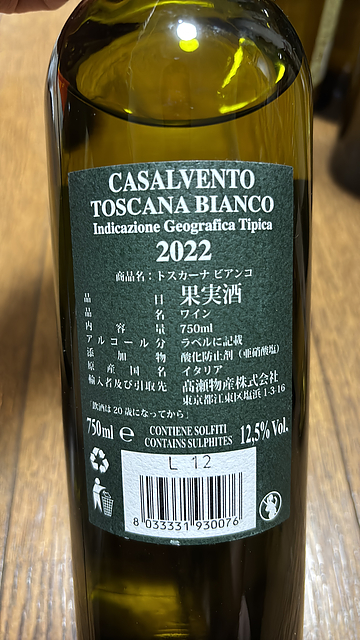 CASALVENTO
TOSCANA BIANCO
Indicazione Geografica Tipica
2022
商品名：トスカーナ ビアンコ
品目 果実酒
品名 ワイン
内容量 750ml
アルコール分 ラベルに記載
添加物 酸化防止剤（亜硫酸塩）
原産国名 イタリア
輸入者及び引取先 髙瀬物産株式会社
東京都江東区塩浜 1-3-16
「飲酒は 20 歳になってから」
750ml ℮ CONTIENE SOLFITI 12,5% Vol.
CONTAINS SULPHITES
L 12
8 033331 930076